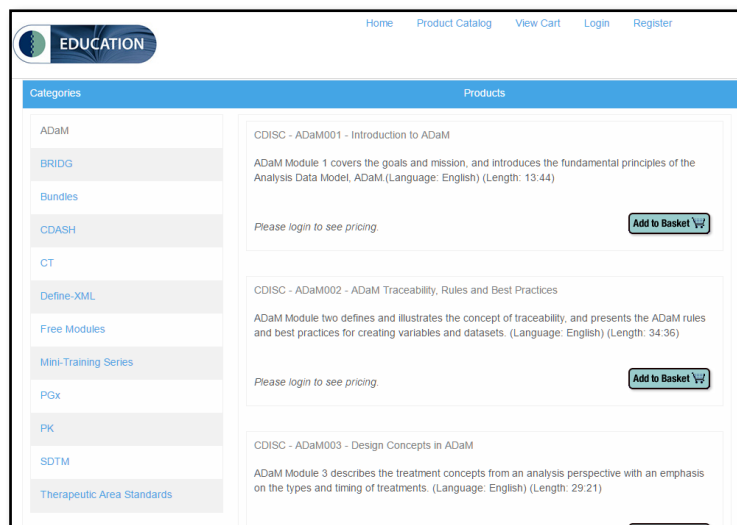 Home Product Catalog View Cart Login Register
EDUCATION
Categories
Products
ADaM
BRIDG
Bundles
CDASH
CT
Define-XML
Free Modules
Mini-Training Series
PGx
PK
SDTM
Therapeutic Area Standards
CDISC - ADaM001 - Introduction to ADaM
ADaM Module 1 covers the goals and mission, and introduces the fundamental principles of the
Analysis Data Model, ADaM.(Language: English) (Length: 13:44)
Please login to see pricing.
Add to Basket
CDISC - ADaM002 - ADaM Traceability, Rules and Best Practices
ADaM Module two defines and illustrates the concept of traceability, and presents the ADaM rules
and best practices for creating variables and datasets. (Language: English) (Length: 34:36)
Please login to see pricing.
Add to Basket
CDISC - ADaM003 - Design Concepts in ADaM
ADaM Module 3 describes the treatment concepts from an analysis perspective with an emphasis
on the types and timing of treatments. (Language: English) (Length: 29:21)